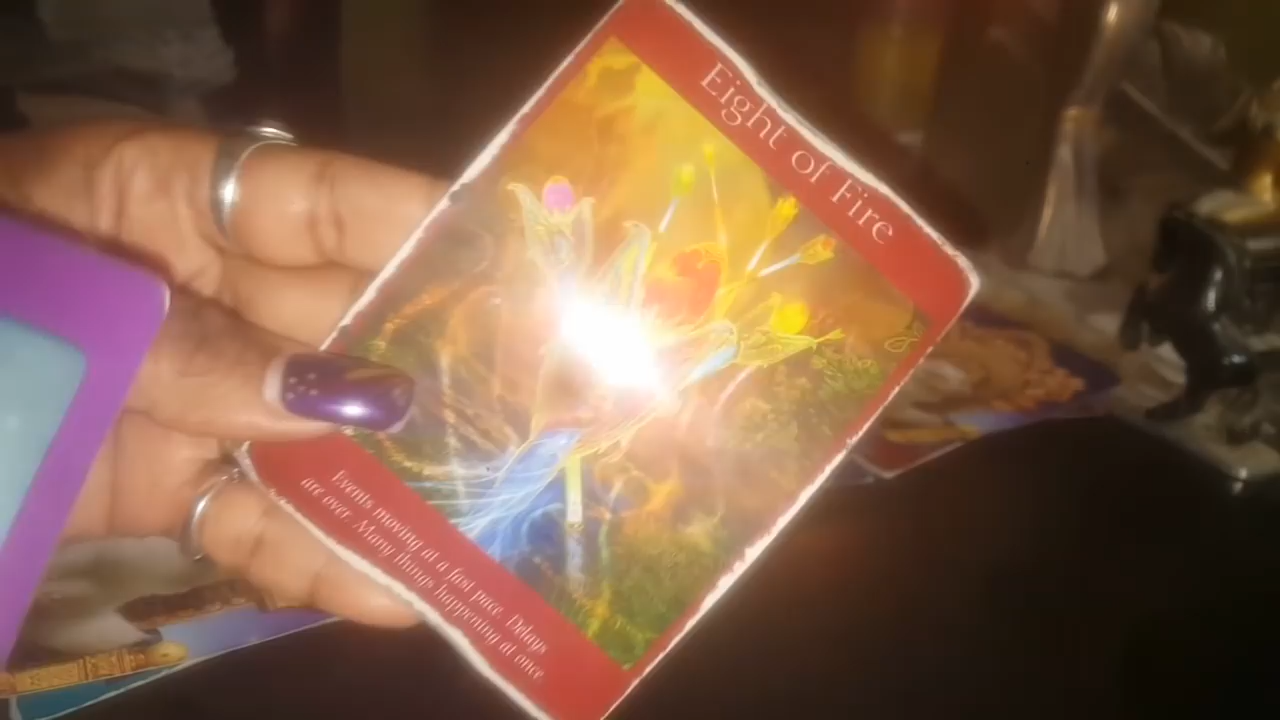 Eight of Fire
Events moving at a fast pace. Delays
are over. Many things happening at once